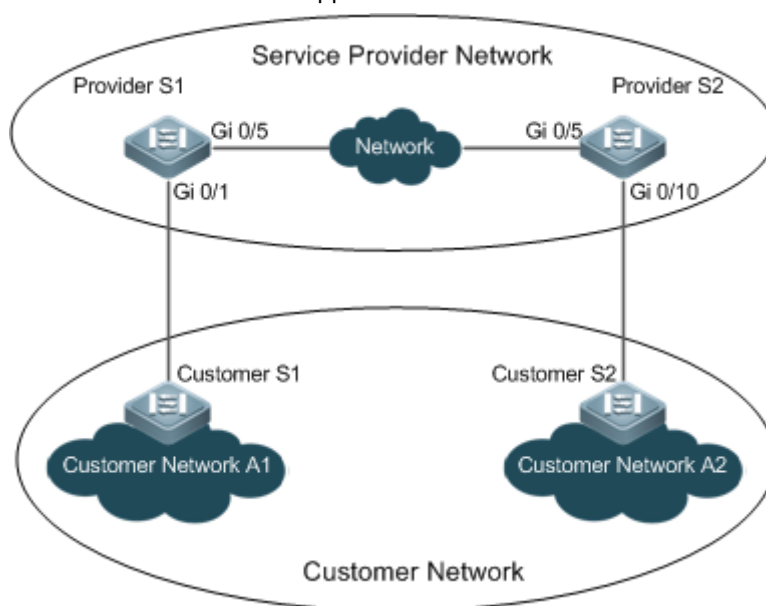 Service Provider Network
Provider S1
Provider S2
Gi 0/5
Network
Gi 0/5
Gi 0/1
Gi 0/10
Customer S1
Customer S2
Customer Network A1
Customer Network A2
Customer Network